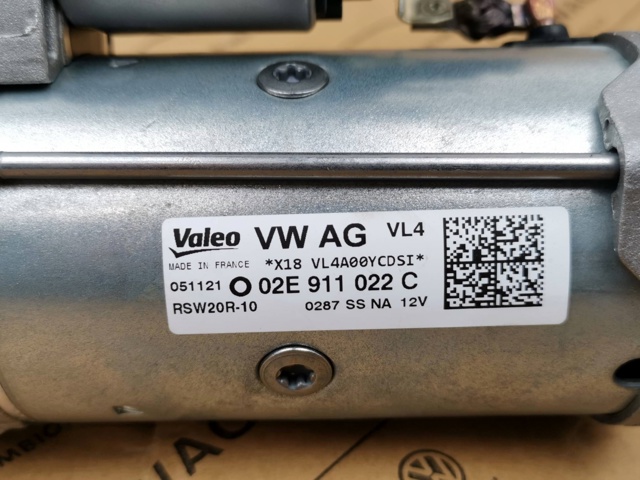 Valeo VW AG VL4
MADE IN FRANCE *X18 VL4A00YCDSI*
051121 O 02E 911 022 C
RSW20R-10 0287 SS NA 12V